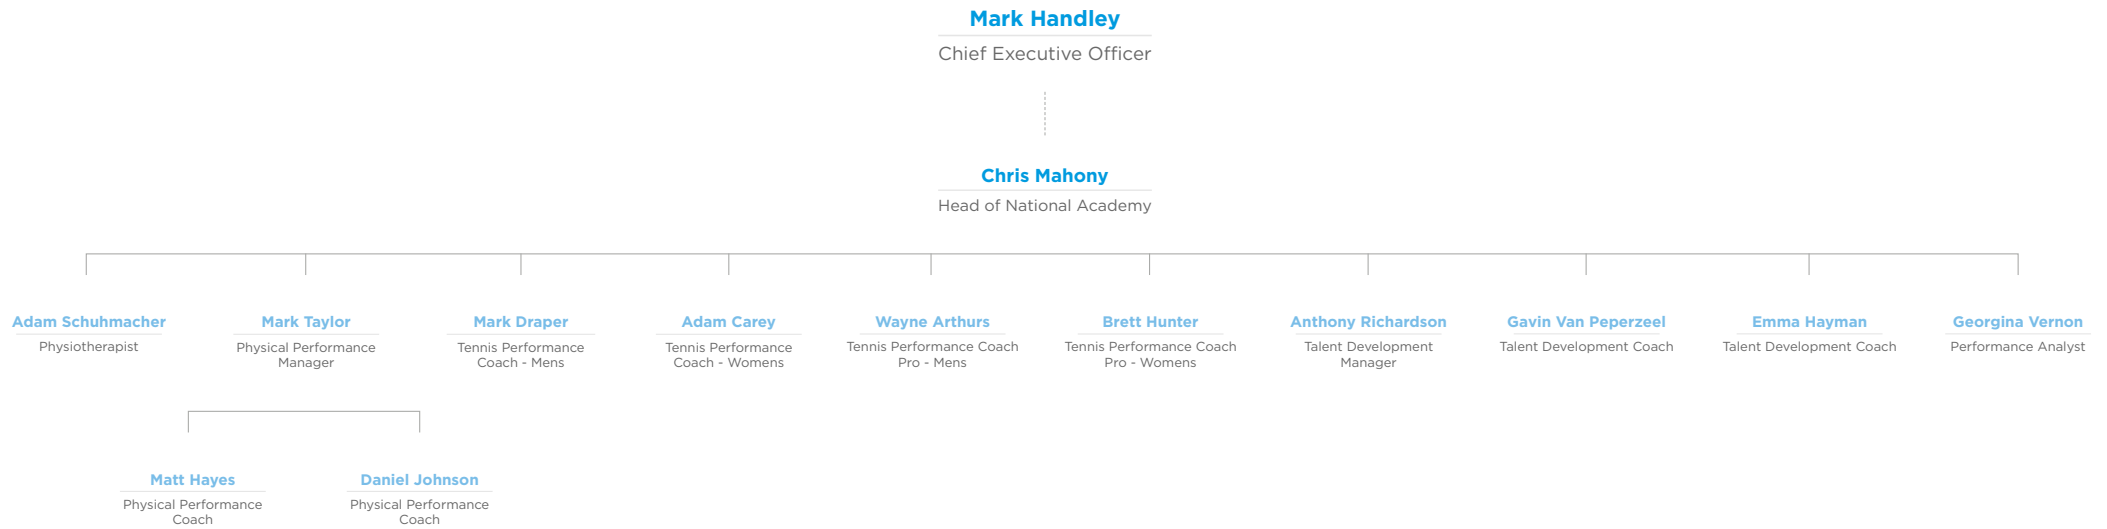 Mark Handley
Chief Executive Officer
Chris Mahony
Head of National Academy
Adam Schuhmacher
Physiotherapist
Mark Taylor
Physical Performance
Manager
Mark Draper
Tennis Performance
Coach - Mens
Adam Carey
Tennis Performance
Coach - Womens
Wayne Arthurs
Tennis Performance Coach
Pro - Mens
Brett Hunter
Tennis Performance Coach
Pro - Womens
Anthony Richardson
Talent Development
Manager
Gavin Van Peperzeel
Talent Development Coach
Emma Hayman
Talent Development Coach
Georgina Vernon
Performance Analyst
Matt Hayes
Physical Performance
Coach
Daniel Johnson
Physical Performance
Coach